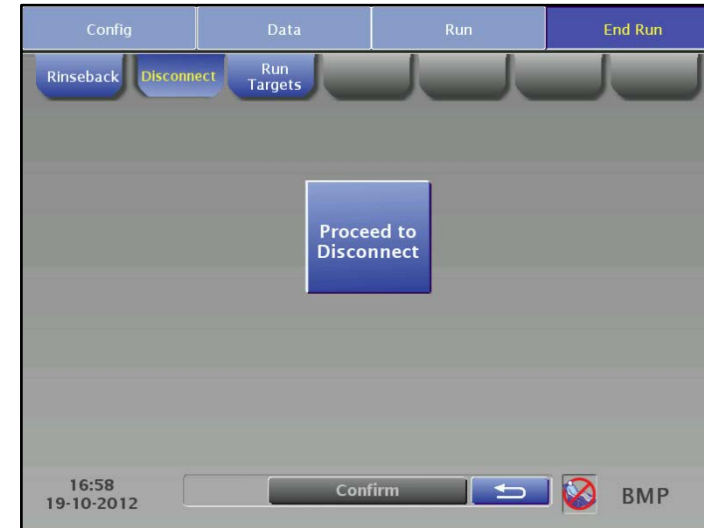 Config
Data
Run
End Run
Rinseback
Disconnect
Run
Targets
Proceed to
Disconnect
16:58
19-10-2012
Confirm
BMP